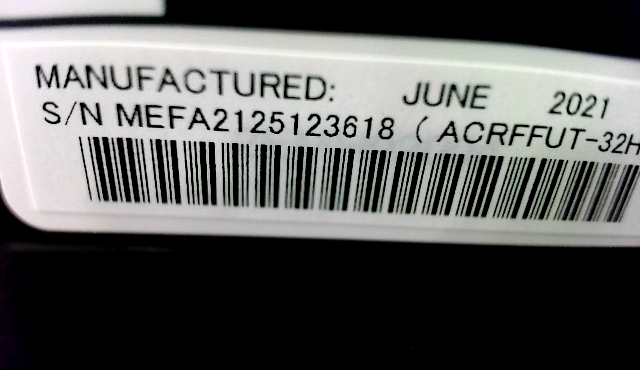 MANUFACTURED: JUNE 2021
S/N MEFA2125123618 ( ACRFFUT-32H